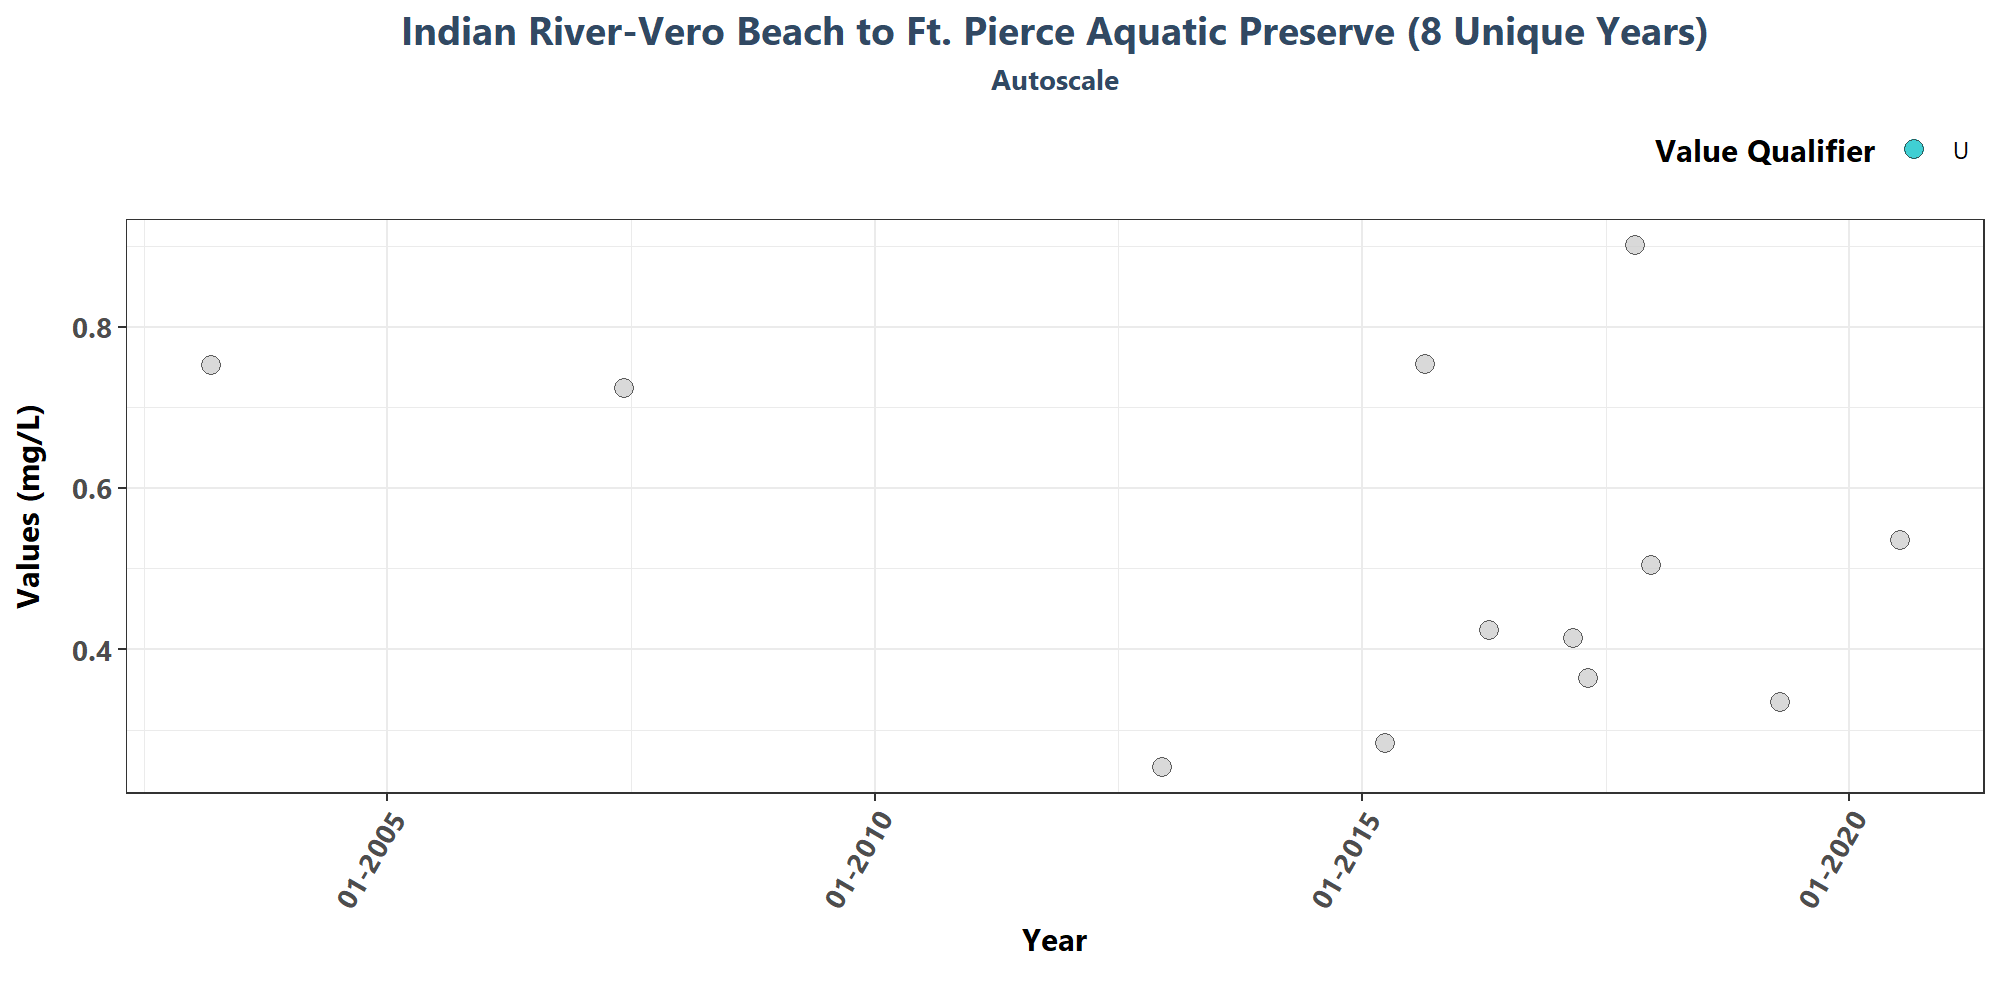 Indian River-Vero Beach to Ft. Pierce Aquatic Preserve (8 Unique Years)
Autoscale
Value Qualifier U
Values (mg/L)
0.8
0.6
0.4
01-2005 01-2010 01-2015 01-2020
Year